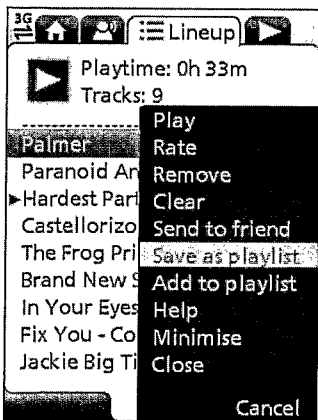 3G
Lineup
Playtime: 0h 33m
Tracks: 9
Palmer
Paranoid An
Hardest Part
Castellorizo
The Frog Pri
Brand New S
In Your Eyes
Fix You - Co
Jackie Big Ti
Play
Rate
Remove
Clear
Send to friend
Save as playlist
Add to playlist
Help
Minimise
Close
Cancel